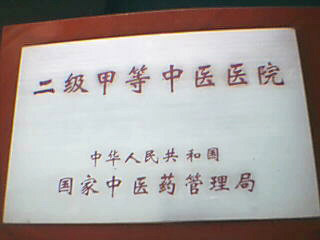 二级甲等中医医院
中华人民共和国
国家中医药管理局